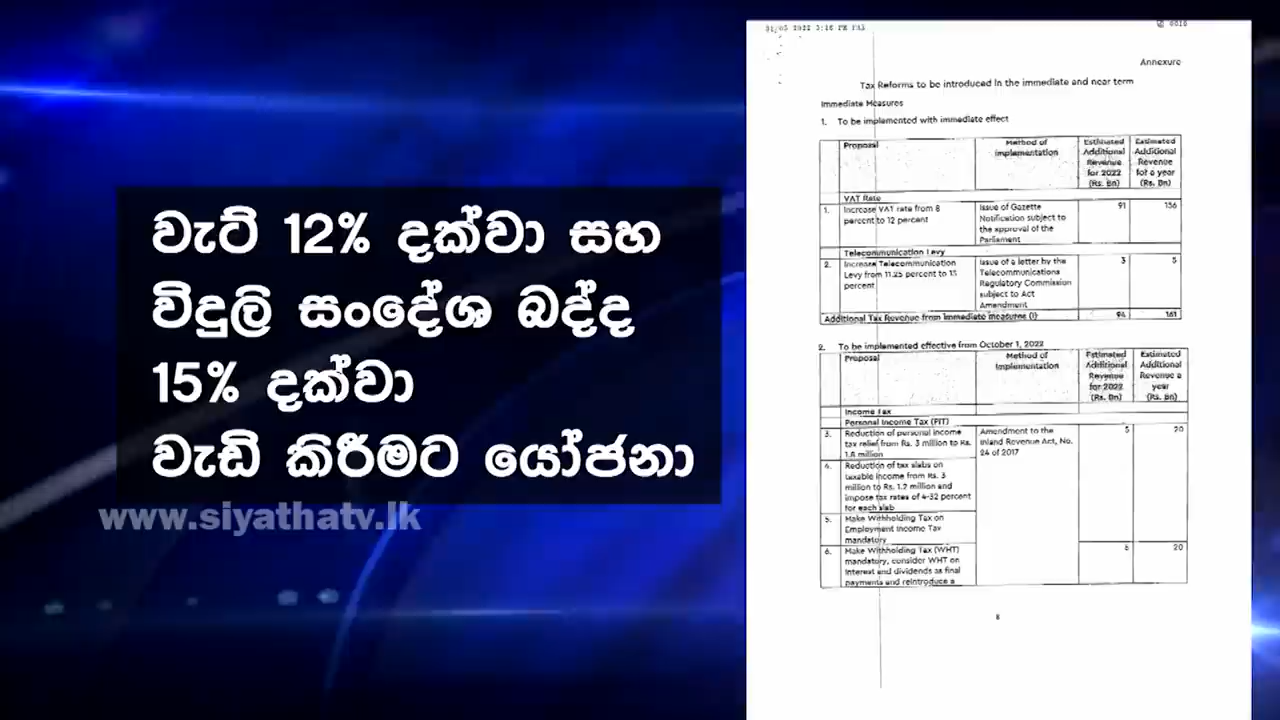 වැට් 12% දක්වා සහ
විදුලි සංදේශ බද්ද
15% දක්වා
වැඩි කිරීමට යෝජනා
www.siyathatv.lk
Annexure
Tax Reforms to be introduced in the immediate and near term
Immediate Measures
1. To be implemented with immediate effect
Proposal
Method of
implementation
Estimated
Additional
Revenue
for 2022
(Rs. Bn)
Estimated
Additional
Revenue
for a year
(Rs. Bn)
VAT Rate
1.
Increase VAT rate from 8
percent to 12 percent
Issue of Gazette
Notification subject to
the approval of the
Parliament
91
156
Telecommunication Levy
2.
Increase Telecommunication
Levy from 11.25 percent to 15
percent
Issue of a letter by the
Telecommunications
Regulatory Commission
subject to Act
Amendment
3
5
Additional Tax Revenue from immediate measures (i)
94
161
2. To be implemented effective from October 1, 2022
Proposal
Method of
implementation
Estimated
Additional
Revenue
for 2022
(Rs. Bn)
Estimated
Additional
Revenue a
year
(Rs. Bn)
Income Tax
Personal Income Tax (PIT)
3.
Reduction of personal income
tax relief from Rs. 3 million to Rs.
1.8 million
Amendment to the
Inland Revenue Act, No.
24 of 2017
5
20
4.
Reduction of tax slabs on
taxable income from Rs. 3
million to Rs. 1.2 million and
impose tax rates of 4-32 percent
for each slab
5.
Make Withholding Tax on
Employment Income Tax
mandatory
6.
Make Withholding Tax (WHT)
mandatory, consider WHT on
interest and dividends as final
payments and reintroduce a
20